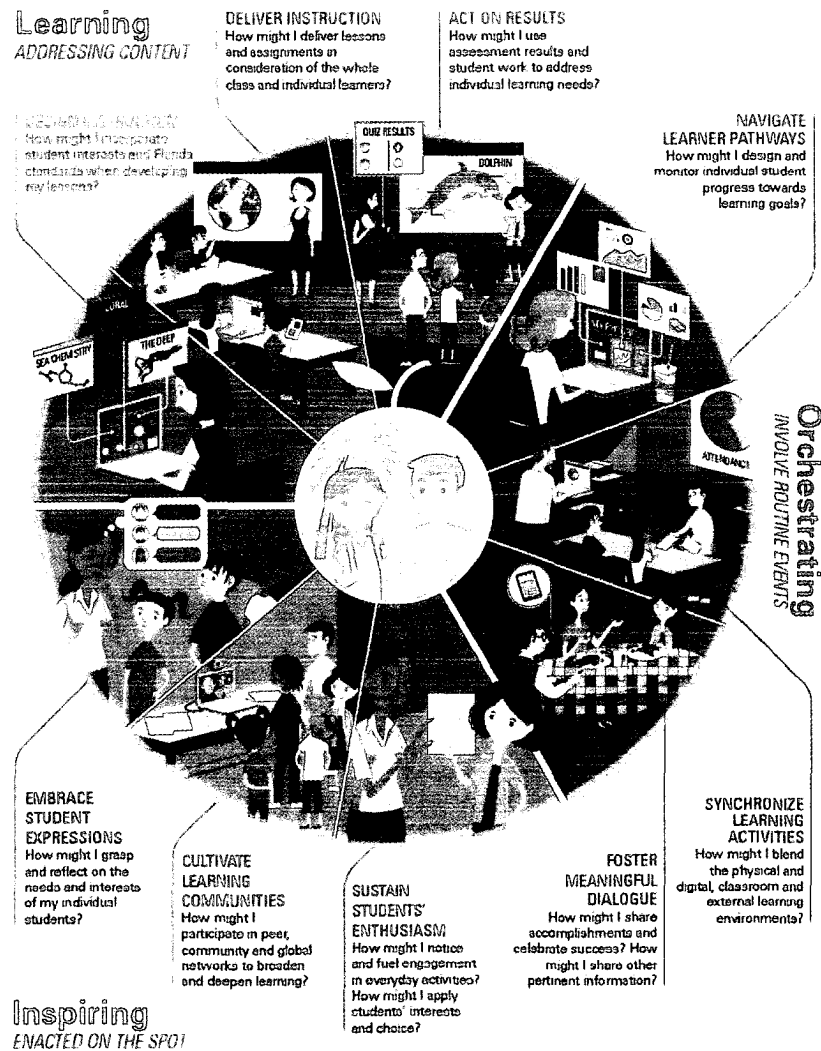 Learning
ADDRESSING CONTENT
DELIVER INSTRUCTION
How might I deliver lessons
and assignments in
consideration of the whole
class and individual learners?
ACT ON RESULTS
How might I use
assessment results and
student work to address
individual learning needs?
How might I incorporate
student interests and Florida
standards when developing
my lessons?
NAVIGATE
LEARNER PATHWAYS
How might I design and
monitor individual student
progress towards
learning goals?
QUIZ RESULTS
DOLPHIN
CORAL
SEA CHEMISTRY
THE DEEP
ATTENDANCE
Orchestrating
INVOLVE ROUTINE EVENTS
EMBRACE
STUDENT
EXPRESSIONS
How might I grasp
and reflect on the
needs and interests
of my individual
students?
CULTIVATE
LEARNING
COMMUNITIES
How might I
participate in peer,
community and global
networks to broaden
and deepen learning?
SUSTAIN
STUDENTS'
ENTHUSIASM
How might I notice
and fuel engagement
in everyday activities?
How might I apply
students' interests
and choice?
FOSTER
MEANINGFUL
DIALOGUE
How might I share
accomplishments and
celebrate success? How
might I share other
pertinent information?
SYNCHRONIZE
LEARNING
ACTIVITIES
How might I blend
the physical and
digital, classroom and
external learning
environments?
Inspiring
ENACTED ON THE SPOT